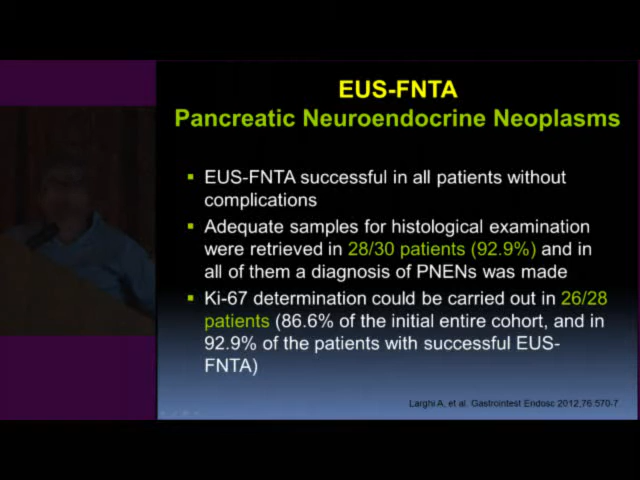 EUS-FNTA
Pancreatic Neuroendocrine Neoplasms
▪ EUS-FNTA successful in all patients without
complications
▪ Adequate samples for histological examination
were retrieved in 28/30 patients (92.9%) and in
all of them a diagnosis of PNENs was made
▪ Ki-67 determination could be carried out in 26/28
patients (86.6% of the initial entire cohort, and in
92.9% of the patients with successful EUS-
FNTA)
Larghi A, et al. Gastrointest Endosc 2012;76:570-7